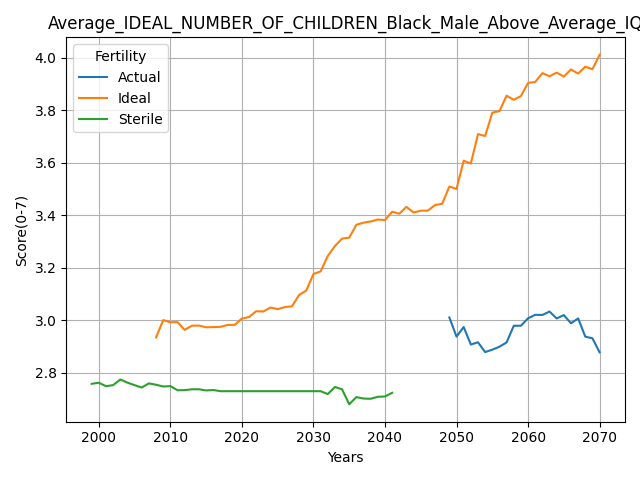 Average_IDEAL_NUMBER_OF_CHILDREN_Black_Male_Above_Average_IQ
Fertility
Actual
Ideal
Sterile
Score(0-7)
4.0
3.8
3.6
3.4
3.2
3.0
2.8
2000 2010 2020 2030 2040 2050 2060 2070
Years